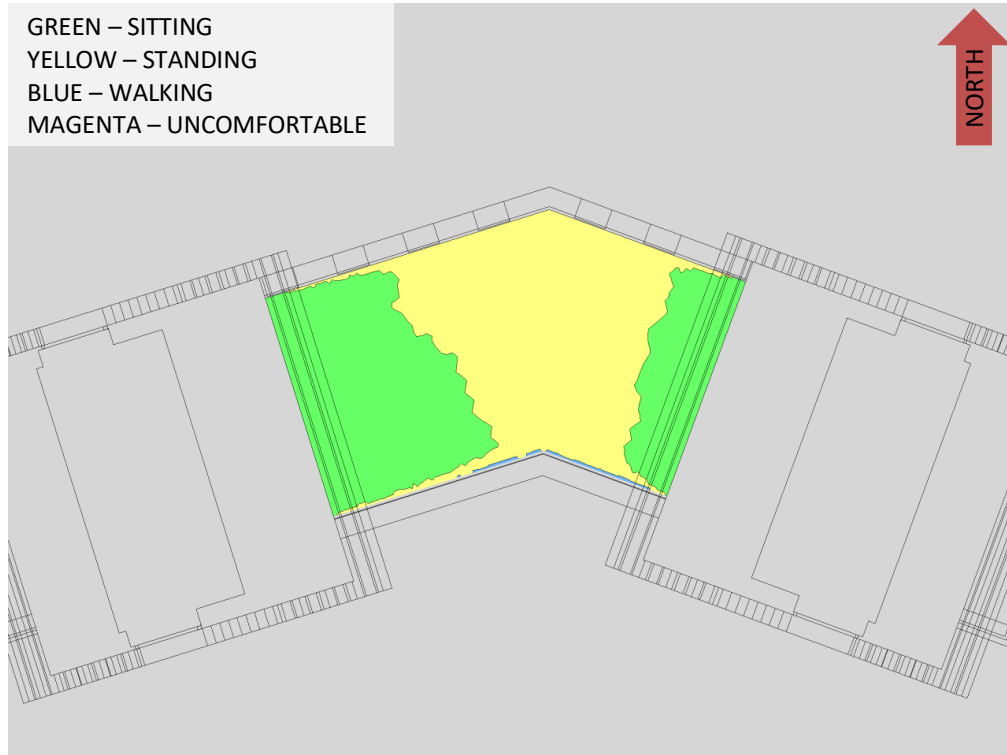 GREEN – SITTING
YELLOW – STANDING
BLUE – WALKING
MAGENTA – UNCOMFORTABLE
NORTH